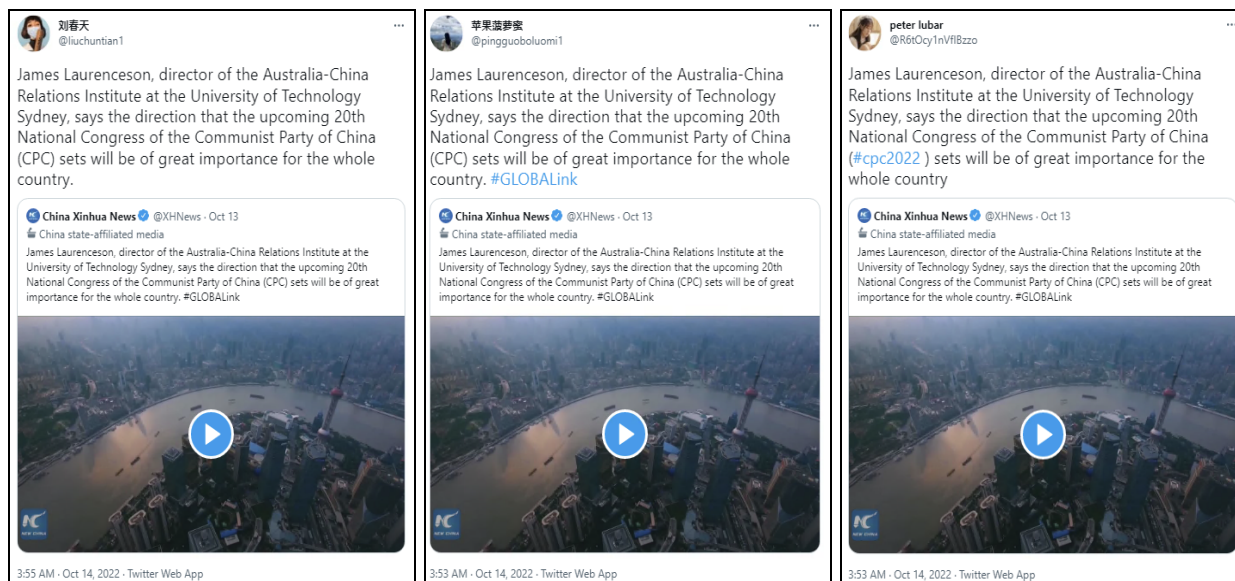 刘春天
@liuchuntian1
James Laurenceson, director of the Australia-China
Relations Institute at the University of Technology
Sydney, says the direction that the upcoming 20th
National Congress of the Communist Party of China
(CPC) sets will be of great importance for the whole
country.
China Xinhua News @XHNews · Oct 13
China state-affiliated media
James Laurenceson, director of the Australia-China Relations Institute at the
University of Technology Sydney, says the direction that the upcoming 20th
National Congress of the Communist Party of China (CPC) sets will be of great
importance for the whole country. #GLOBALink
NEW CHINA
3:55 AM · Oct 14, 2022 · Twitter Web App
苹果菠萝蜜
@pingguoboluomi1
James Laurenceson, director of the Australia-China
Relations Institute at the University of Technology
Sydney, says the direction that the upcoming 20th
National Congress of the Communist Party of China
(CPC) sets will be of great importance for the whole
country. #GLOBALink
China Xinhua News @XHNews · Oct 13
China state-affiliated media
James Laurenceson, director of the Australia-China Relations Institute at the
University of Technology Sydney, says the direction that the upcoming 20th
National Congress of the Communist Party of China (CPC) sets will be of great
importance for the whole country. #GLOBALink
NEW CHINA
3:53 AM · Oct 14, 2022 · Twitter Web App
peter lubar
@R6tOcy1nVflBzzo
James Laurenceson, director of the Australia-China
Relations Institute at the University of Technology
Sydney, says the direction that the upcoming 20th
National Congress of the Communist Party of China
(#cpc2022 ) sets will be of great importance for the
whole country
China Xinhua News @XHNews · Oct 13
China state-affiliated media
James Laurenceson, director of the Australia-China Relations Institute at the
University of Technology Sydney, says the direction that the upcoming 20th
National Congress of the Communist Party of China (CPC) sets will be of great
importance for the whole country. #GLOBALink
NEW CHINA
3:53 AM · Oct 14, 2022 · Twitter Web App